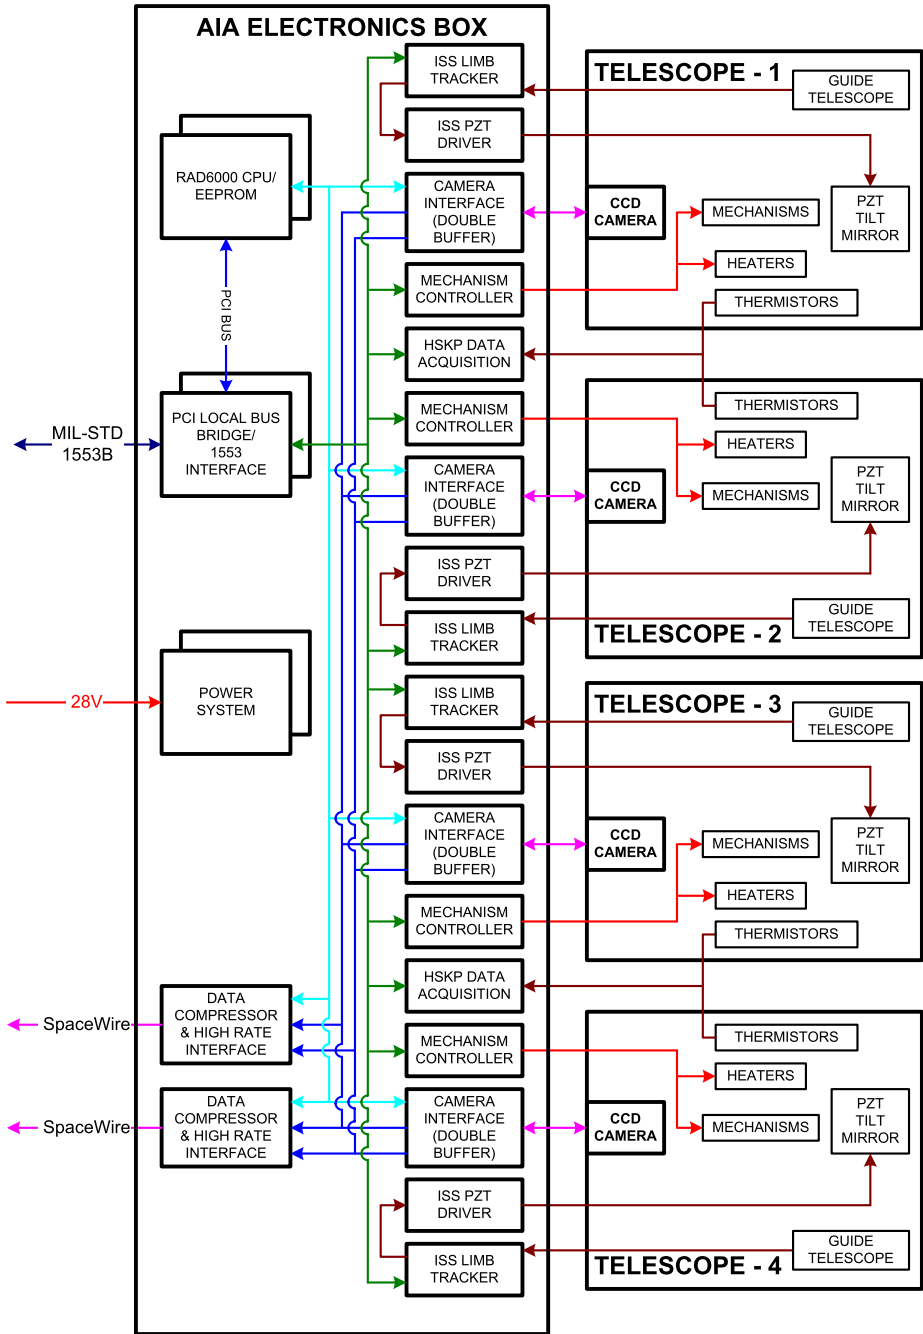 AIA ELECTRONICS BOX
RAD6000 CPU/
EEPROM
PCI BUS
MIL-STD
1553B
PCI LOCAL BUS
BRIDGE/
1553
INTERFACE
28V
POWER
SYSTEM
SpaceWire
DATA
COMPRESSOR
& HIGH RATE
INTERFACE
SpaceWire
DATA
COMPRESSOR
& HIGH RATE
INTERFACE
ISS LIMB
TRACKER
ISS PZT
DRIVER
CAMERA
INTERFACE
(DOUBLE
BUFFER)
MECHANISM
CONTROLLER
HSKP DATA
ACQUISITION
MECHANISM
CONTROLLER
CAMERA
INTERFACE
(DOUBLE
BUFFER)
ISS PZT
DRIVER
ISS LIMB
TRACKER
ISS LIMB
TRACKER
ISS PZT
DRIVER
CAMERA
INTERFACE
(DOUBLE
BUFFER)
MECHANISM
CONTROLLER
HSKP DATA
ACQUISITION
MECHANISM
CONTROLLER
CAMERA
INTERFACE
(DOUBLE
BUFFER)
ISS PZT
DRIVER
ISS LIMB
TRACKER
TELESCOPE - 1
GUIDE
TELESCOPE
CCD
CAMERA
MECHANISMS
PZT
TILT
MIRROR
HEATERS
THERMISTORS
THERMISTORS
HEATERS
CCD
CAMERA
MECHANISMS
PZT
TILT
MIRROR
GUIDE
TELESCOPE
TELESCOPE - 2
TELESCOPE - 3
GUIDE
TELESCOPE
CCD
CAMERA
MECHANISMS
PZT
TILT
MIRROR
HEATERS
THERMISTORS
THERMISTORS
HEATERS
CCD
CAMERA
MECHANISMS
PZT
TILT
MIRROR
GUIDE
TELESCOPE
TELESCOPE - 4